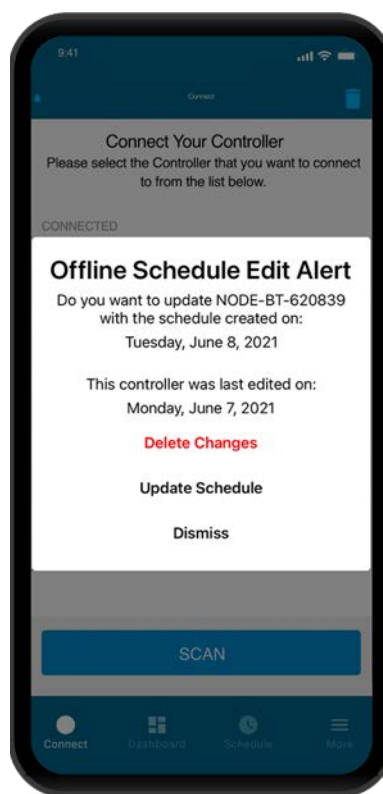 9:41
Connect
Connect Your Controller
Please select the Controller that you want to connect
to from the list below.
CONNECTED
Offline Schedule Edit Alert
Do you want to update NODE-BT-620839
with the schedule created on:
Tuesday, June 8, 2021
This controller was last edited on:
Monday, June 7, 2021
Delete Changes
Update Schedule
Dismiss
SCAN
Connect Dashboard Schedule More